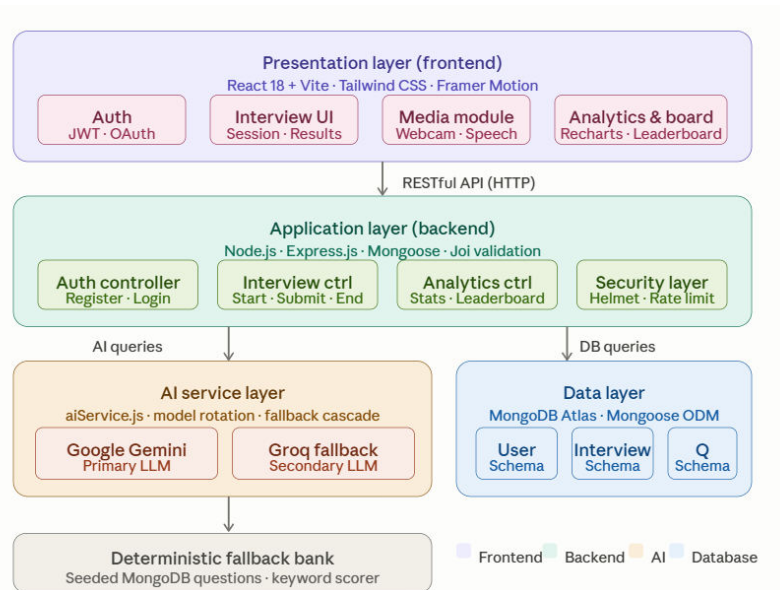 Presentation layer (frontend)
React 18 + Vite · Tailwind CSS · Framer Motion
Auth
JWT · OAuth
Interview UI
Session · Results
Media module
Webcam · Speech
Analytics & board
Recharts · Leaderboard
RESTful API (HTTP)
Application layer (backend)
Node.js · Express.js · Mongoose · Joi validation
Auth controller
Register · Login
Interview ctrl
Start · Submit · End
Analytics ctrl
Stats · Leaderboard
Security layer
Helmet · Rate limit
AI queries
DB queries
AI service layer
aiService.js · model rotation · fallback cascade
Google Gemini
Primary LLM
Groq fallback
Secondary LLM
Data layer
MongoDB Atlas · Mongoose ODM
User
Schema
Interview
Schema
Q
Schema
Deterministic fallback bank
Seeded MongoDB questions · keyword scorer
Frontend
Backend
AI
Database